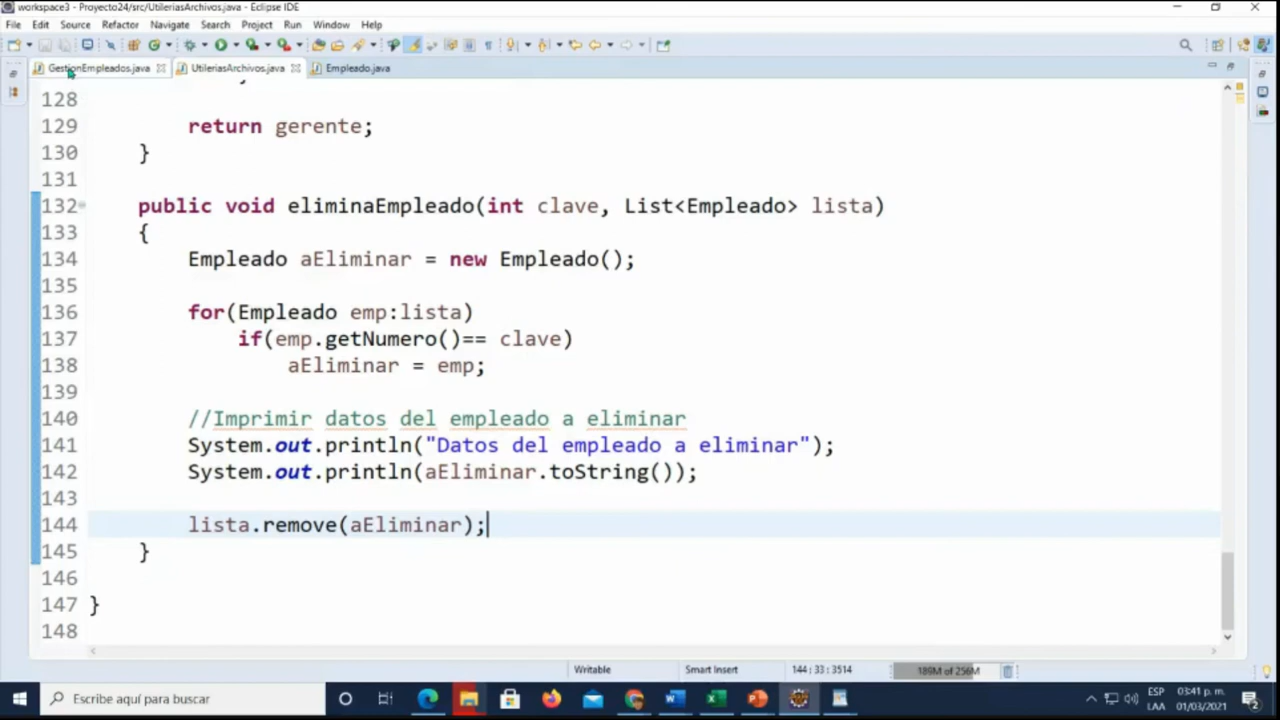 workspace3 - Proyecto24/src/UtileriasArchivos.java - Eclipse IDE
File Edit Source Refactor Navigate Search Project Run Window Help
GestionEmpleados.java UtileriasArchivos.java Empleado.java
128
129 return gerente;
130 }
131
132 public void eliminaEmpleado(int clave, List<Empleado> lista)
133 {
134 Empleado aEliminar = new Empleado();
135
136 for(Empleado emp:lista)
137 if(emp.getNumero()== clave)
138 aEliminar = emp;
139
140 //Imprimir datos del empleado a eliminar
141 System.out.println("Datos del empleado a eliminar");
142 System.out.println(aEliminar.toString());
143
144 lista.remove(aEliminar);
145 }
146
147 }
148
Writable Smart Insert 144 : 33 : 3514 189M of 256M
Escribe aquí para buscar
ESP 03:41 p. m.
LAA 01/03/2021 2